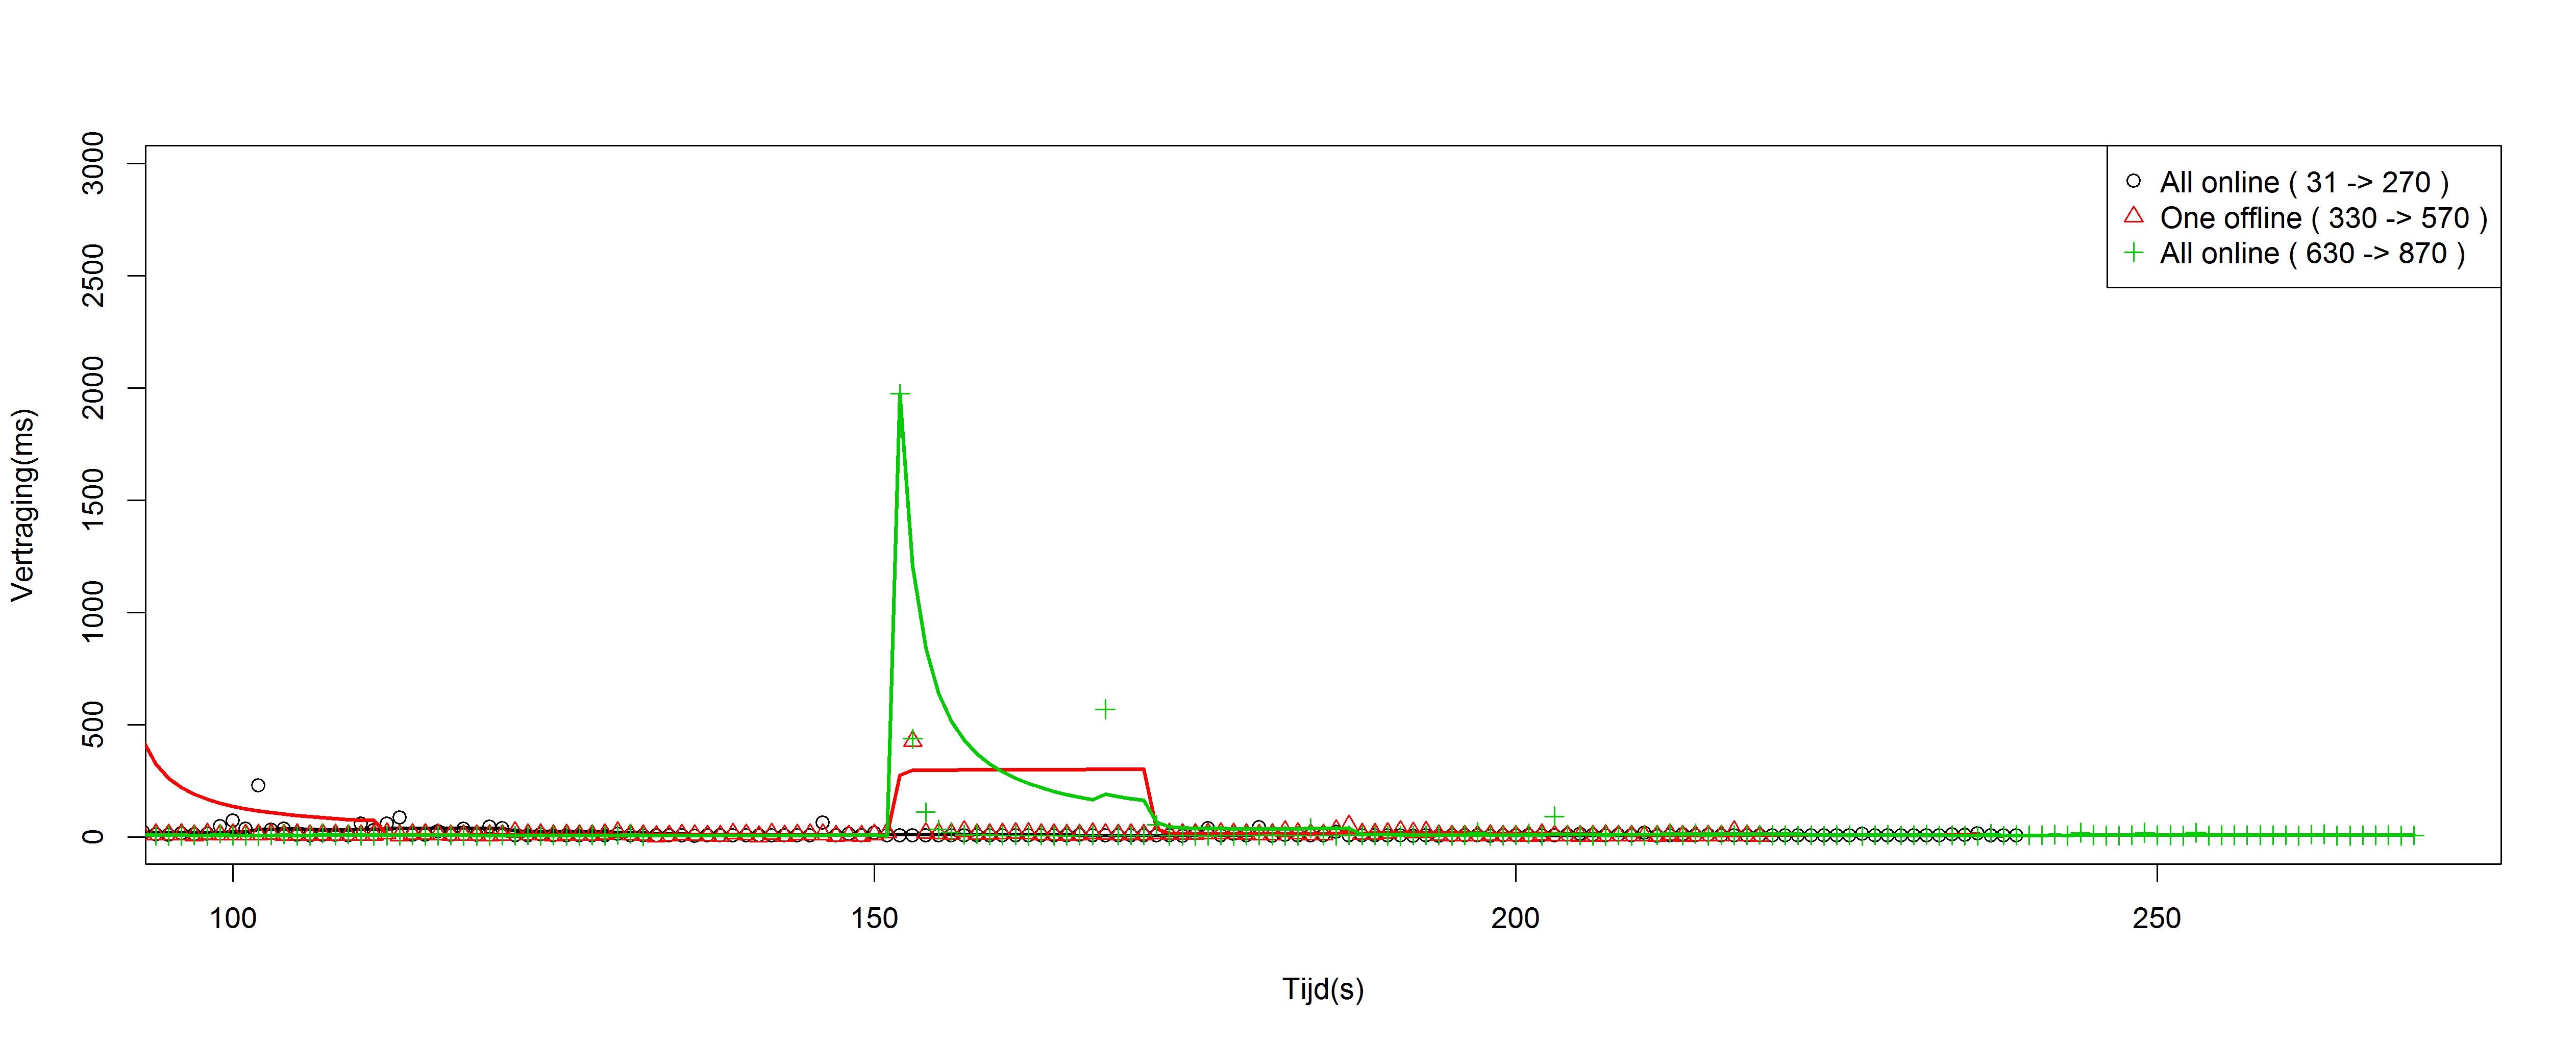 Vertraging(ms)
3000
2500
2000
1500
1000
500
0
All online ( 31 -> 270 )
One offline ( 330 -> 570 )
All online ( 630 -> 870 )
100
150
200
250
Tijd(s)